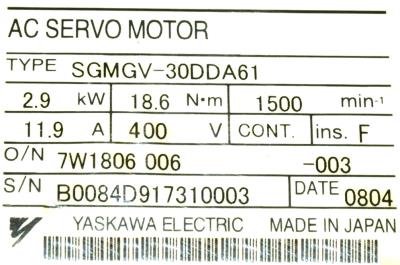 AC SERVO MOTOR
TYPE SGMGV-30DDA61
2.9 kW 18.6 N·m 1500 min-1
11.9 A 400 V CONT. ins. F
O/N 7W1806 006 -003
S/N B0084D917310003 DATE 0804
YASKAWA ELECTRIC MADE IN JAPAN